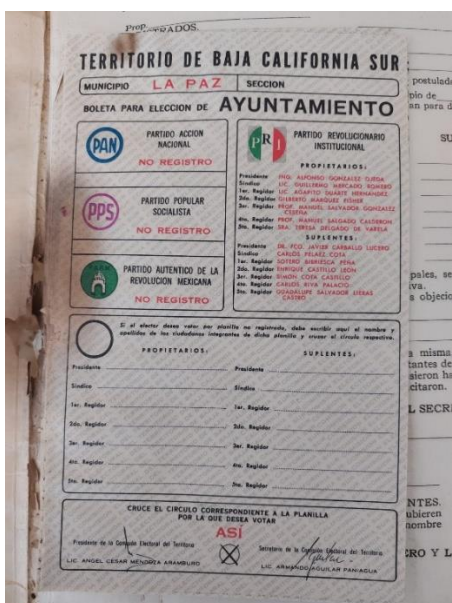 TERRITORIO DE BAJA CALIFORNIA SUR
MUNICIPIO LA PAZ SECCION
BOLETA PARA ELECCION DE AYUNTAMIENTO
PAN
PARTIDO ACCION
NACIONAL
NO REGISTRO
PPS
PARTIDO POPULAR
SOCIALISTA
NO REGISTRO
PARTIDO AUTENTICO DE LA
REVOLUCION MEXICANA
NO REGISTRO
PRI
PARTIDO REVOLUCIONARIO
INSTITUCIONAL
PROPIETARIOS:
Presidente ING. ALFONSO GONZALEZ OJEDA
Síndico LIC. GUILLERMO MERCADO ROMERO
1er. Regidor LIC. AGAPITO DUARTE HERNANDEZ
2do. Regidor GILBERTO MARQUEZ FISHER
3er. Regidor PROF. MANUEL SALVADOR GONZALEZ
CESEÑA
4to. Regidor PROF. MANUEL SALGADO CALDERON
5to. Regidor SRA. TERESA DELGADO DE VARELA
SUPLENTES:
Presidente DR. FCO. JAVIER CARBALLO LUCERO
Síndico CARLOS PELAEZ COTA
1er. Regidor SOTERO BIBRIESCA PEÑA
2do. Regidor ENRIQUE CASTILLO LEON
3er. Regidor SIMON COTA CASTILLO
4to. Regidor CARLOS RIVA PALACIO
5to. Regidor GUADALUPE SALVADOR LIERAS
CASTRO
Si el elector desea votar por planilla no registrada, debe escribir aquí el nombre y
apellidos de los ciudadanos integrantes de dicha planilla y cruzar el círculo respectivo.
PROPIETARIOS: SUPLENTES:
Presidente Presidente
Síndico Síndico
1er. Regidor 1er. Regidor
2do. Regidor 2do. Regidor
3er. Regidor 3er. Regidor
4to. Regidor 4to. Regidor
5to. Regidor 5to. Regidor
CRUCE EL CIRCULO CORRESPONDIENTE A LA PLANILLA
POR LA QUE DESEA VOTAR
ASÍ
Presidente de la Comisión Electoral del Territorio Secretario de la Comisión Electoral del Territorio
LIC. ANGEL CESAR MENDOZA ARAMBURO LIC. ARMANDO AGUILAR PANIAGUA